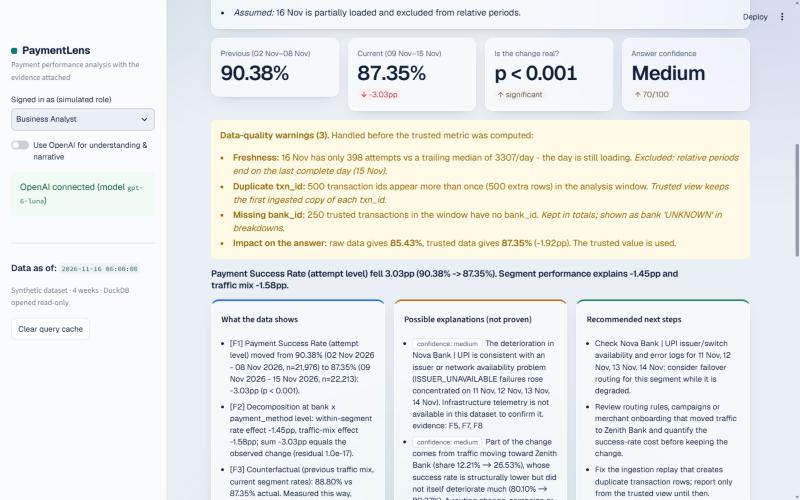 Assumed: 16 Nov is partially loaded and excluded from relative periods.
Deploy
PaymentLens
Payment performance analysis with the
evidence attached
Signed in as (simulated role)
Business Analyst
Use OpenAI for understanding &
narrative
OpenAI connected (model gpt-
6-luna)
Data as of: 2026-11-16 06:00:00
Synthetic dataset · 4 weeks · DuckDB
opened read-only
Clear query cache
Previous (02 Nov–08 Nov)
90.38%
Current (09 Nov–15 Nov)
87.35%
↓ -3.03pp
Is the change real?
p < 0.001
↑ significant
Answer confidence
Medium
↑ 70/100
Data-quality warnings (3). Handled before the trusted metric was computed:
Freshness: 16 Nov has only 398 attempts vs a trailing median of 3307/day - the day is still loading. Excluded: relative periods
end on the last complete day (15 Nov).
Duplicate txn_id: 500 transaction ids appear more than once (500 extra rows) in the analysis window. Trusted view keeps
the first ingested copy of each txn_id.
Missing bank_id: 250 trusted transactions in the window have no bank_id. Kept in totals; shown as bank 'UNKNOWN' in
breakdowns.
Impact on the answer: raw data gives 85.43%, trusted data gives 87.35% (-1.92pp). The trusted value is used.
Payment Success Rate (attempt level) fell 3.03pp (90.38% -> 87.35%). Segment performance explains -1.45pp and
traffic mix -1.58pp.
What the data shows
[F1] Payment Success Rate (attempt
level) moved from 90.38% (02 Nov 2026
- 08 Nov 2026, n=21,976) to 87.35% (09
Nov 2026 - 15 Nov 2026, n=22,213):
-3.03pp (p < 0.001).
[F2] Decomposition at bank x
payment_method level: within-segment
rate effect -1.45pp, traffic-mix effect
-1.58pp; sum -3.03pp equals the
observed change (residual 1.0e-17).
[F3] Counterfactual (previous traffic mix,
current segment rates): 88.80% vs
87.35% actual. Measured this way,
Possible explanations (not proven)
confidence: medium The deterioration in
Nova Bank | UPI is consistent with an
issuer or network availability problem
(ISSUER_UNAVAILABLE failures rose
concentrated on 11 Nov, 12 Nov, 13 Nov,
14 Nov). Infrastructure telemetry is not
available in this dataset to confirm it.
evidence: F5, F7, F8
confidence: medium Part of the change
comes from traffic moving toward Zenith
Bank (share 12.21% → 26.53%), whose
success rate is structurally lower but did
not itself deteriorate much (80.10% →
Recommended next steps
Check Nova Bank | UPI issuer/switch
availability and error logs for 11 Nov, 12
Nov, 13 Nov, 14 Nov; consider failover
routing for this segment while it is
degraded.
Review routing rules, campaigns or
merchant onboarding that moved traffic
to Zenith Bank and quantify the
success-rate cost before keeping the
change.
Fix the ingestion replay that creates
duplicate transaction rows; report only
from the trusted view until then.